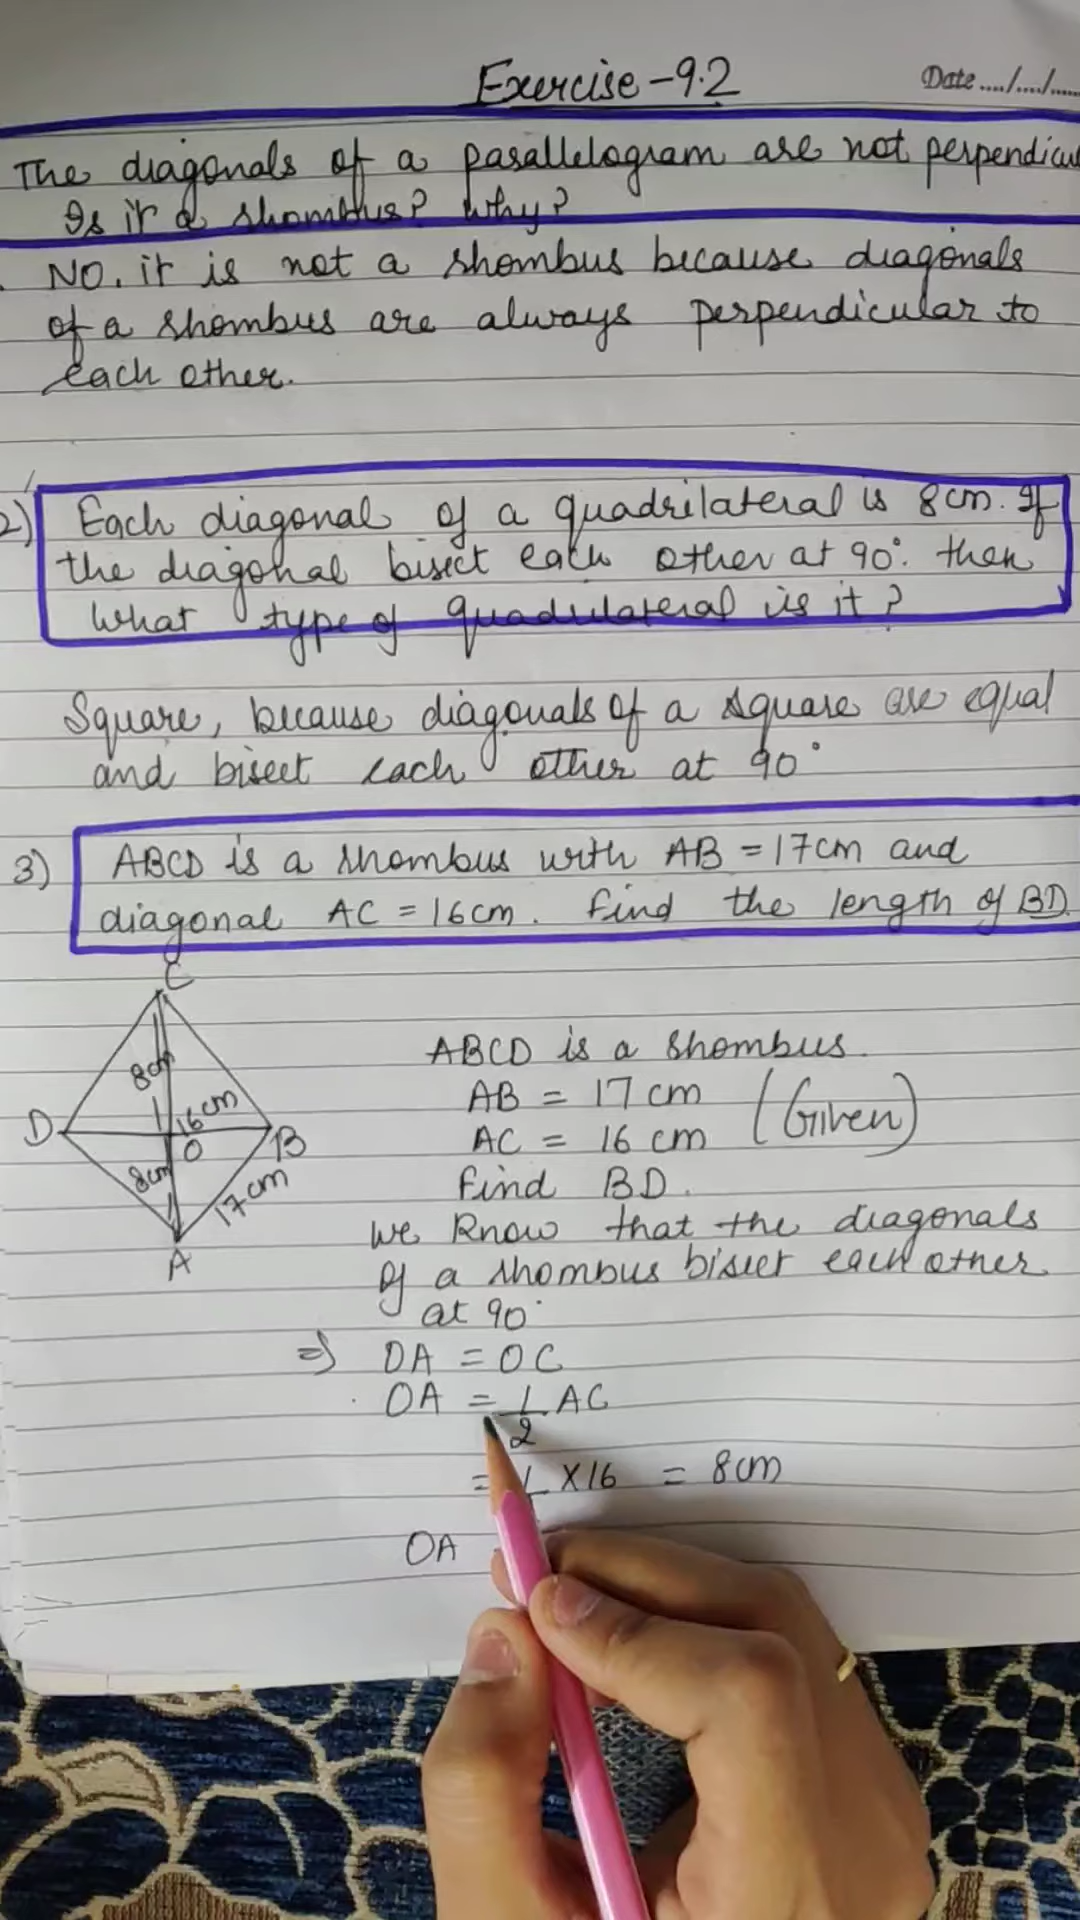 Exercise-9.2
Date ..../..../.....
The diagonals of a parallelogram are not perpendicu
Is it a rhombus? Why?
NO. it is not a rhombus because diagonals
of a rhombus are always perpendicular to
each other.
2) Each diagonal of a quadrilateral is 8cm. If
the diagonal bisect each other at 90°. then
what type of quadrilateral is it?
Square, because diagonals of a square are equal
and bisect each other at 90°
3) ABCD is a rhombus with AB = 17cm and
diagonal AC = 16cm. find the length of BD.
C
8cm
16cm
D
O
B
8cm
17cm
A
ABCD is a rhombus.
AB = 17 cm
AC = 16 cm (Given)
find BD.
We Know that the diagonals
of a rhombus bisect each other
at 90°
⇒ OA = OC
OA = 1/2 AC
= 1 × 16 = 8cm
OA